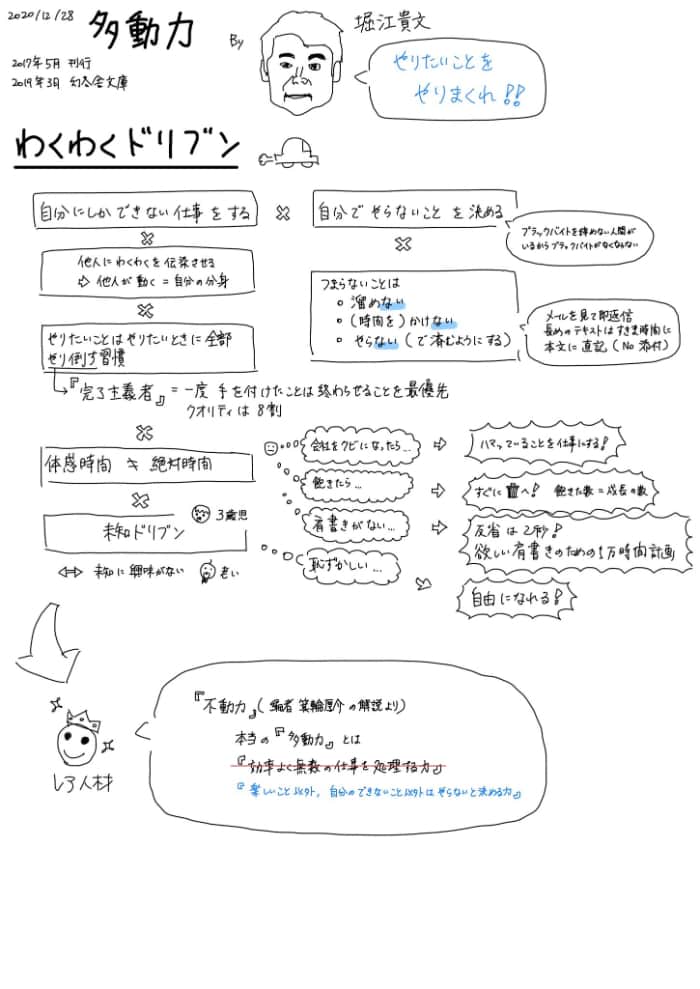 2020/12/28
多動力
By
堀江貴文
2017年5月 刊行
2019年3月 幻冬舎文庫
やりたいことを
やりまくれ!!
わくわくドリブン
自分にしかできない仕事をする
×
自分でやらないことを決める
ブラックバイトを辞めない人間が
いるからブラックバイトがなくならない
×
×
他人にわくわくを伝染させる
⇨ 他人が動く = 自分の分身
つまらないことは
溜めない
(時間を)かけない
やらない(で済むようにする)
メールを見て即返信
長めのテキストはすきま時間に
本文に直記(No 添付)
×
やりたいことはやりたいときに全部
やり倒す習慣
→『完了主義者』= 一度 手を付けたことは終わらせることを最優先
クオリティは8割
×
体感時間 ≠ 絶対時間
会社をクビになったら…
⇨
ハマっていることを仕事にする!
飽きたら…
⇨
すぐに🗑へ! 飽きた数=成長の数
×
未知ドリブン
3歳児
肩書きがない…
⇨
反省は2秒!
欲しい肩書きのための1万時間計画
⇔ 未知に興味がない
老い
恥ずかしい…
⇨
自由になれる!
レア人材
『不動力』(編者 箕輪厚介の解説より)
本当の『多動力』とは
『効率よく無数の仕事を処理する力』
『楽しいこと以外、自分のできないこと以外はやらないと決める力』